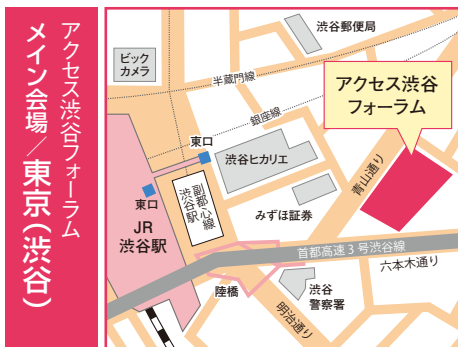 アクセス渋谷フォーラム
メイン会場／東京（渋谷）
渋谷郵便局
ビック
カメラ
半蔵門線
アクセス渋谷
フォーラム
銀座線
東口
渋谷ヒカリエ
青山通り
東口
副都心線
渋谷駅
みずほ証券
JR
渋谷駅
首都高速3号渋谷線
六本木通り
陸橋
渋谷
警察署
明治通り